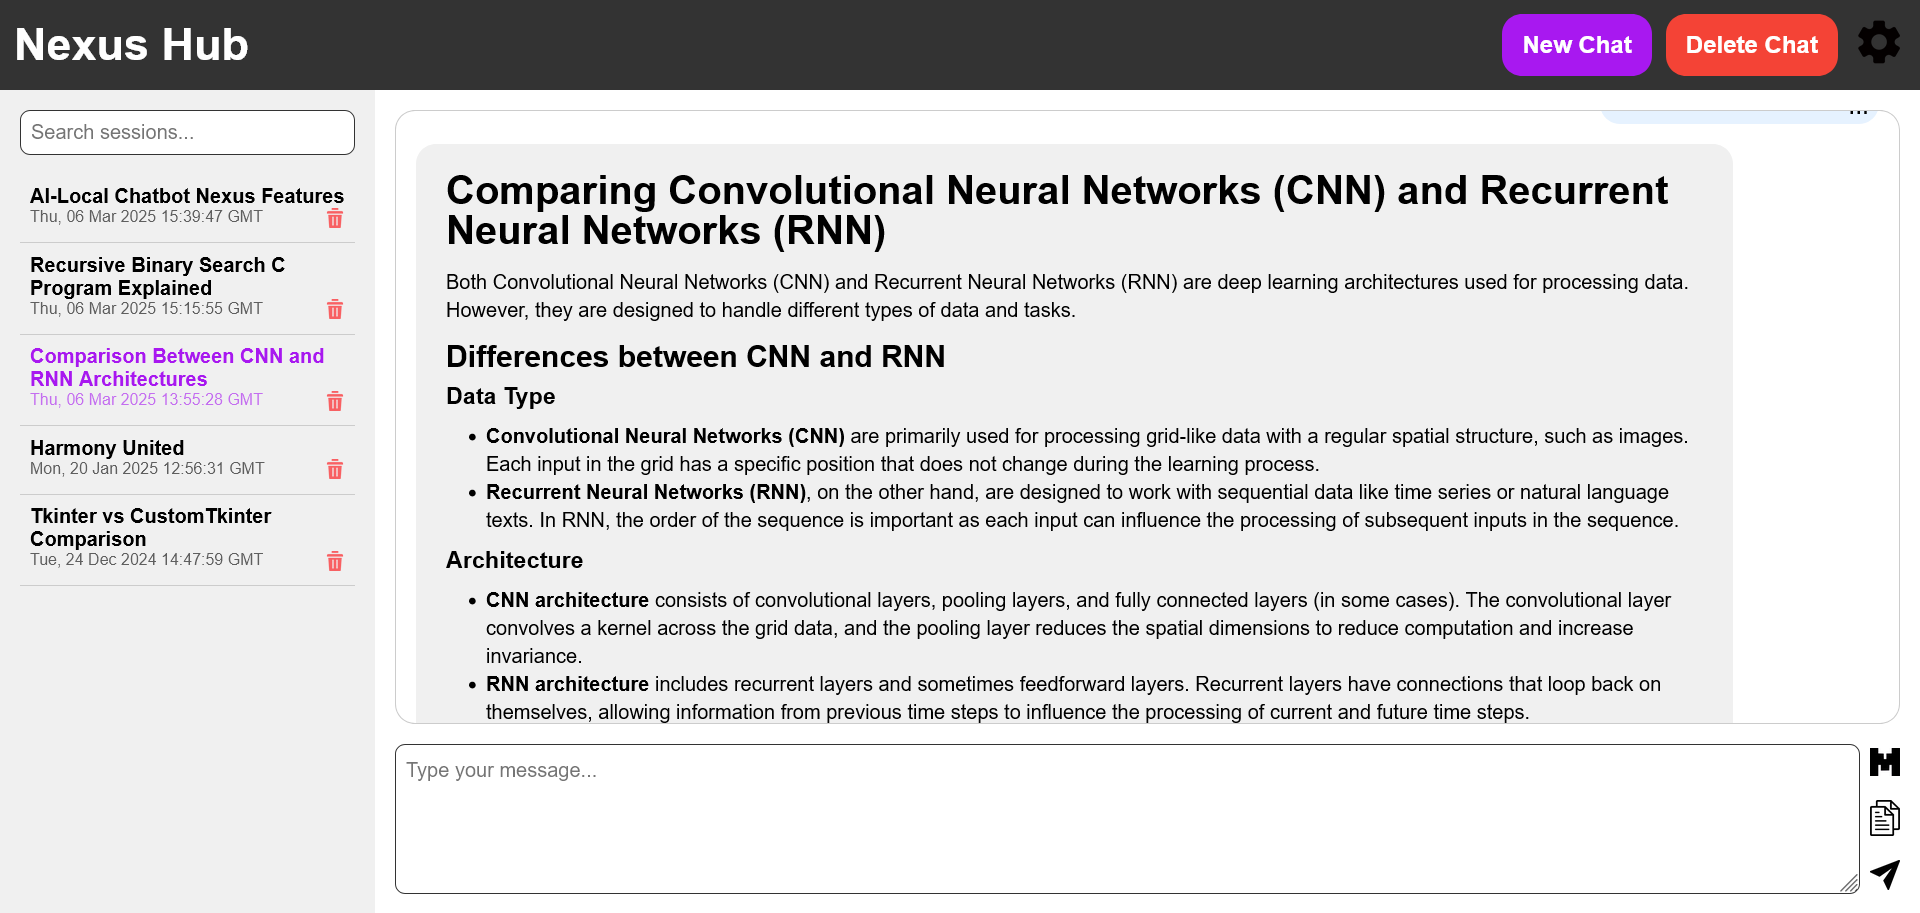 Nexus Hub
New Chat
Delete Chat
Search sessions...
AI-Local Chatbot Nexus Features
Thu, 06 Mar 2025 15:39:47 GMT
Recursive Binary Search C
Program Explained
Thu, 06 Mar 2025 15:15:55 GMT
Comparison Between CNN and
RNN Architectures
Thu, 06 Mar 2025 13:55:28 GMT
Harmony United
Mon, 20 Jan 2025 12:56:31 GMT
Tkinter vs CustomTkinter
Comparison
Tue, 24 Dec 2024 14:47:59 GMT
...
Comparing Convolutional Neural Networks (CNN) and Recurrent
Neural Networks (RNN)
Both Convolutional Neural Networks (CNN) and Recurrent Neural Networks (RNN) are deep learning architectures used for processing data.
However, they are designed to handle different types of data and tasks.
Differences between CNN and RNN
Data Type
• Convolutional Neural Networks (CNN) are primarily used for processing grid-like data with a regular spatial structure, such as images.
Each input in the grid has a specific position that does not change during the learning process.
• Recurrent Neural Networks (RNN), on the other hand, are designed to work with sequential data like time series or natural language
texts. In RNN, the order of the sequence is important as each input can influence the processing of subsequent inputs in the sequence.
Architecture
• CNN architecture consists of convolutional layers, pooling layers, and fully connected layers (in some cases). The convolutional layer
convolves a kernel across the grid data, and the pooling layer reduces the spatial dimensions to reduce computation and increase
invariance.
• RNN architecture includes recurrent layers and sometimes feedforward layers. Recurrent layers have connections that loop back on
themselves, allowing information from previous time steps to influence the processing of current and future time steps.
Type your message...